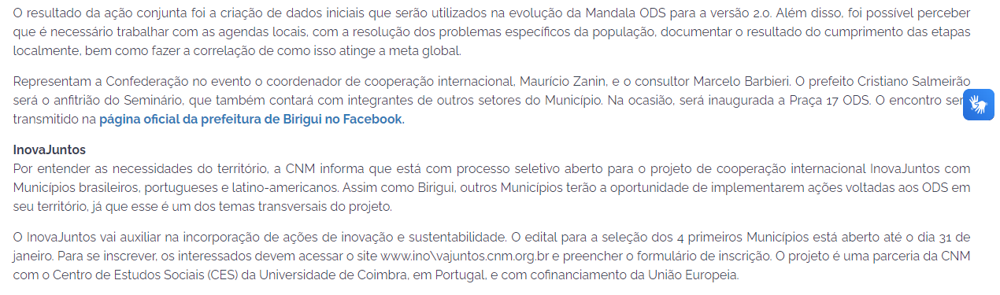 O resultado da ação conjunta foi a criação de dados iniciais que serão utilizados na evolução da Mandala ODS para a versão 2.0. Além disso, foi possível perceber
que é necessário trabalhar com as agendas locais, com a resolução dos problemas específicos da população, documentar o resultado do cumprimento das etapas
localmente, bem como fazer a correlação de como isso atinge a meta global.
Representam a Confederação no evento o coordenador de cooperação internacional, Maurício Zanin, e o consultor Marcelo Barbieri. O prefeito Cristiano Salmeirão
será o anfitrião do Seminário, que também contará com integrantes de outros setores do Município. Na ocasião, será inaugurada a Praça 17 ODS. O encontro
transmitido na página oficial da prefeitura de Birigui no Facebook.
InovaJuntos
Por entender as necessidades do território, a CNM informa que está com processo seletivo aberto para o projeto de cooperação internacional InovaJuntos com
Municípios brasileiros, portugueses e latino-americanos. Assim como Birigui, outros Municípios terão a oportunidade de implementarem ações voltadas aos ODS em
seu território, já que esse é um dos temas transversais do projeto.
O InovaJuntos vai auxiliar na incorporação de ações de inovação e sustentabilidade. O edital para a seleção dos 4 primeiros Municípios está aberto até o dia 31 de
janeiro. Para se inscrever, os interessados devem acessar o site www.ino\vajuntos.cnm.org.br e preencher o formulário de inscrição. O projeto é uma parceria da CNM
com o Centro de Estudos Sociais (CES) da Universidade de Coimbra, em Portugal, e com cofinanciamento da União Europeia.